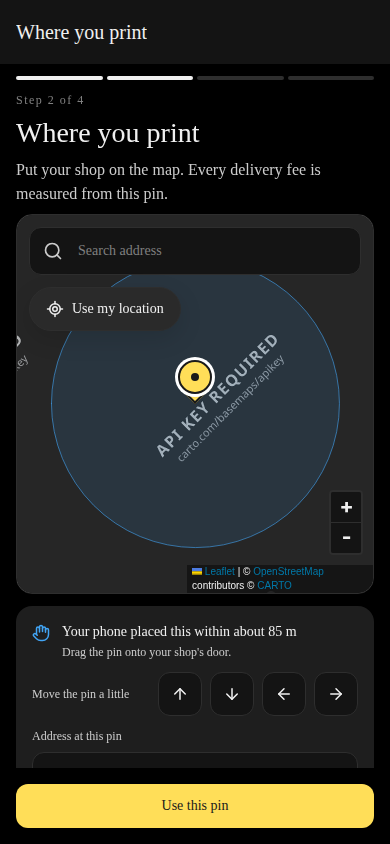 Where you print
Step 2 of 4
Where you print
Put your shop on the map. Every delivery fee is
measured from this pin.
Search address
Use my location
API KEY REQUIRED
carto.com/basemaps/apikey
+
-
Leaflet | © OpenStreetMap
contributors © CARTO
Your phone placed this within about 85 m
Drag the pin onto your shop's door.
Move the pin a little
Address at this pin
Use this pin